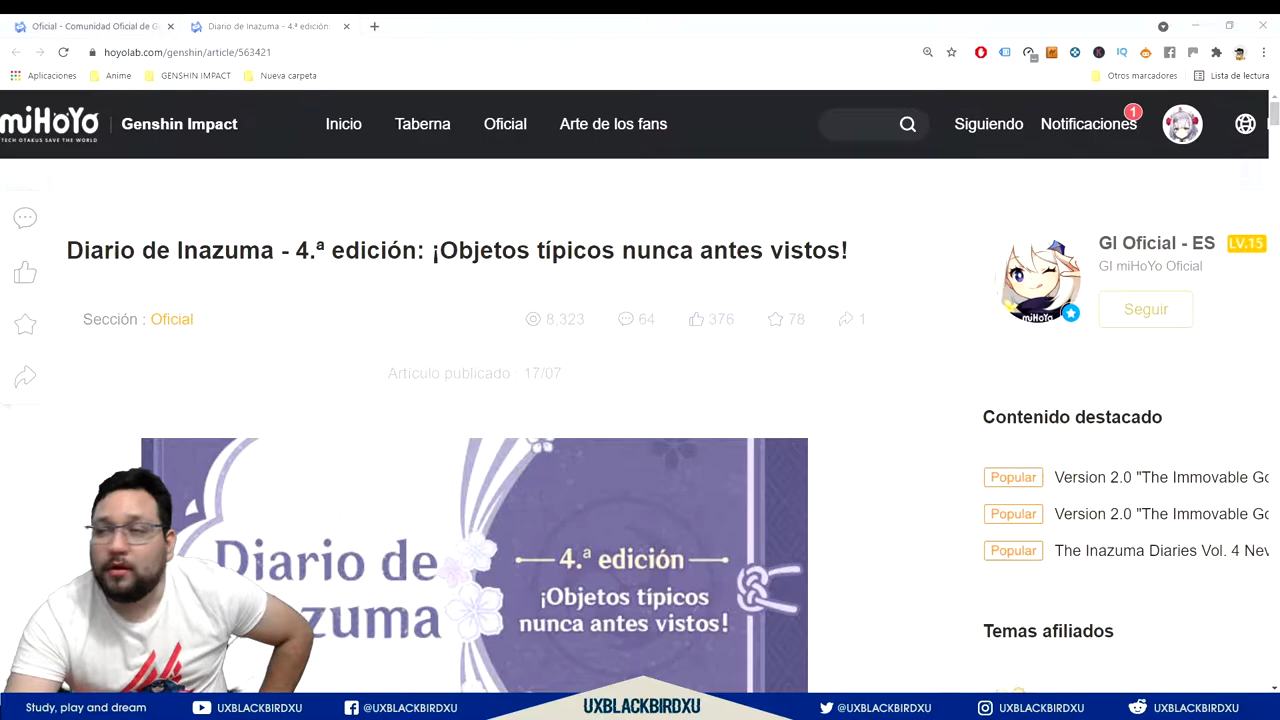 Oficial - Comunidad Oficial de G
Diario de Inazuma - 4.ª edición:
hoyolab.com/genshin/article/563421
Aplicaciones
Anime
GENSHIN IMPACT
Nueva carpeta
Otros marcadores
Lista de lectura
miHoYo
TECH OTAKUS SAVE THE WORLD
Genshin Impact
Inicio
Taberna
Oficial
Arte de los fans
Siguiendo
Notificaciones
1
Diario de Inazuma - 4.ª edición: ¡Objetos típicos nunca antes vistos!
Sección : Oficial
8,323
64
376
78
1
Artículo publicado · 17/07
GI Oficial - ES
LV.15
GI miHoYo Oficial
miHoYo
Seguir
Contenido destacado
Popular
Version 2.0 "The Immovable Go
Popular
Version 2.0 "The Immovable Go
Popular
The Inazuma Diaries Vol. 4 Nev
Temas afiliados
Diario de
zuma
4.ª edición
¡Objetos típicos
nunca antes vistos!
Study, play and dream
UXBLACKBIRDXU
@UXBLACKBIRDXU
UXBLACKBIRDXU
@UXBLACKBIRDXU
UXBLACKBIRDXU
UXBLACKBIRDXU